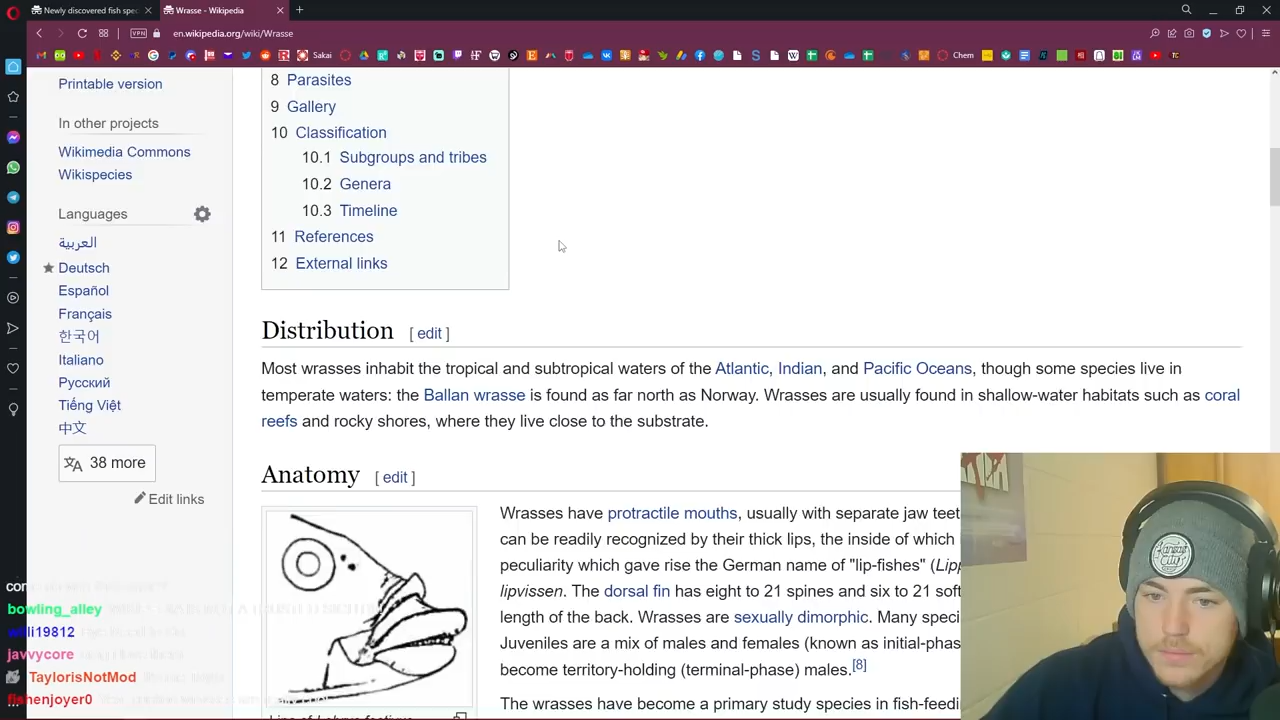 Newly discovered fish spec
Wrasse - Wikipedia
VPN
en.wikipedia.org/wiki/Wrasse
Sakai
Chem
Printable version
In other projects
Wikimedia Commons
Wikispecies
Languages
العربية
Deutsch
Español
Français
한국어
Italiano
Русский
Tiếng Việt
中文
38 more
Edit links
8 Parasites
9 Gallery
10 Classification
10.1 Subgroups and tribes
10.2 Genera
10.3 Timeline
11 References
12 External links
Distribution [ edit ]
Most wrasses inhabit the tropical and subtropical waters of the Atlantic, Indian, and Pacific Oceans, though some species live in
temperate waters: the Ballan wrasse is found as far north as Norway. Wrasses are usually found in shallow-water habitats such as coral
reefs and rocky shores, where they live close to the substrate.
Anatomy [ edit ]
Wrasses have protractile mouths, usually with separate jaw teet
can be readily recognized by their thick lips, the inside of which
peculiarity which gave rise the German name of "lip-fishes" (Lipp
lipvissen. The dorsal fin has eight to 21 spines and six to 21 soft
length of the back. Wrasses are sexually dimorphic. Many speci
Juveniles are a mix of males and females (known as initial-phas
become territory-holding (terminal-phase) males.[8]
The wrasses have become a primary study species in fish-feedi
bowling_alley
javvycore
TaylorisNotMod
fishenjoyer0
Kansas City